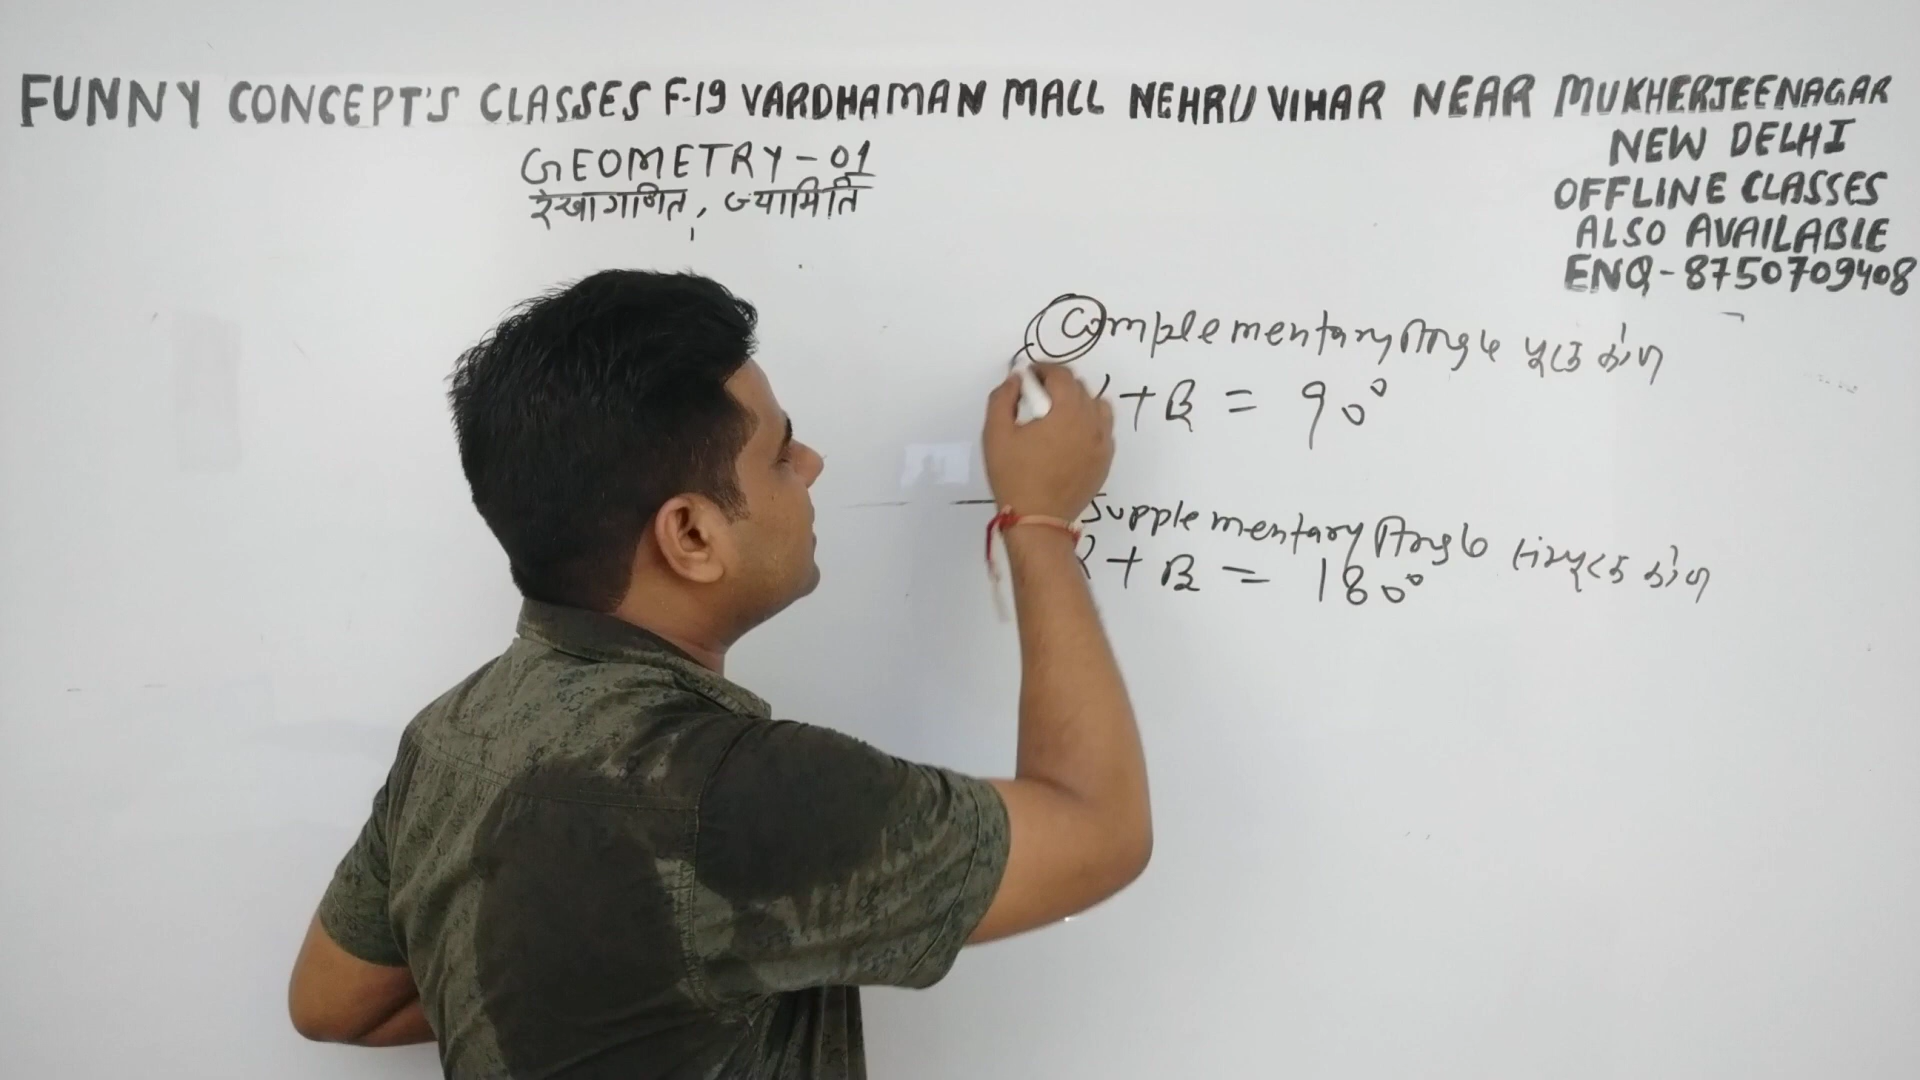 FUNNY CONCEPT'S CLASSES F-19 VARDHAMAN MALL NEHRU VIHAR NEAR MUKHERJEENAGAR
NEW DELHI
OFFLINE CLASSES
ALSO AVAILABLE
ENQ-8750709408
GEOMETRY-01
रेखागणित, ज्यामिति
Complementary Angle पूरक कोण
+ B = 90°
Supplementary Angle संपूरक कोण
+ B = 180°